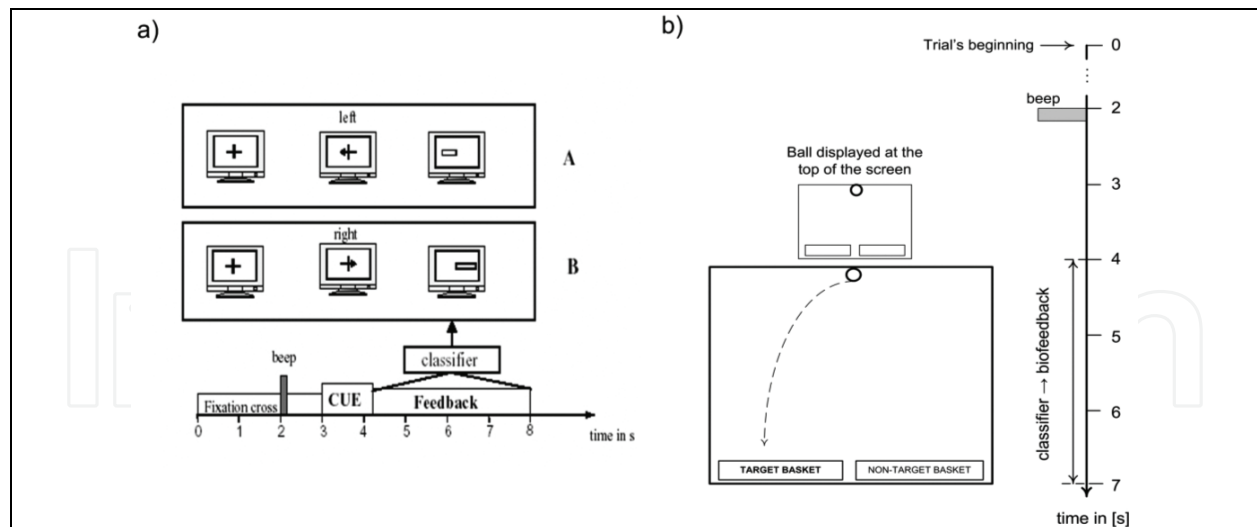 a)
left
A
right
B
classifier
beep
Fixation cross
CUE
Feedback
0 1 2 3 4 5 6 7 8
time in s
b)
Trial's beginning
0
beep
2
Ball displayed at the
top of the screen
3
4
5
6
7
classifier → biofeedback
TARGET BASKET
NON-TARGET BASKET
time in [s]